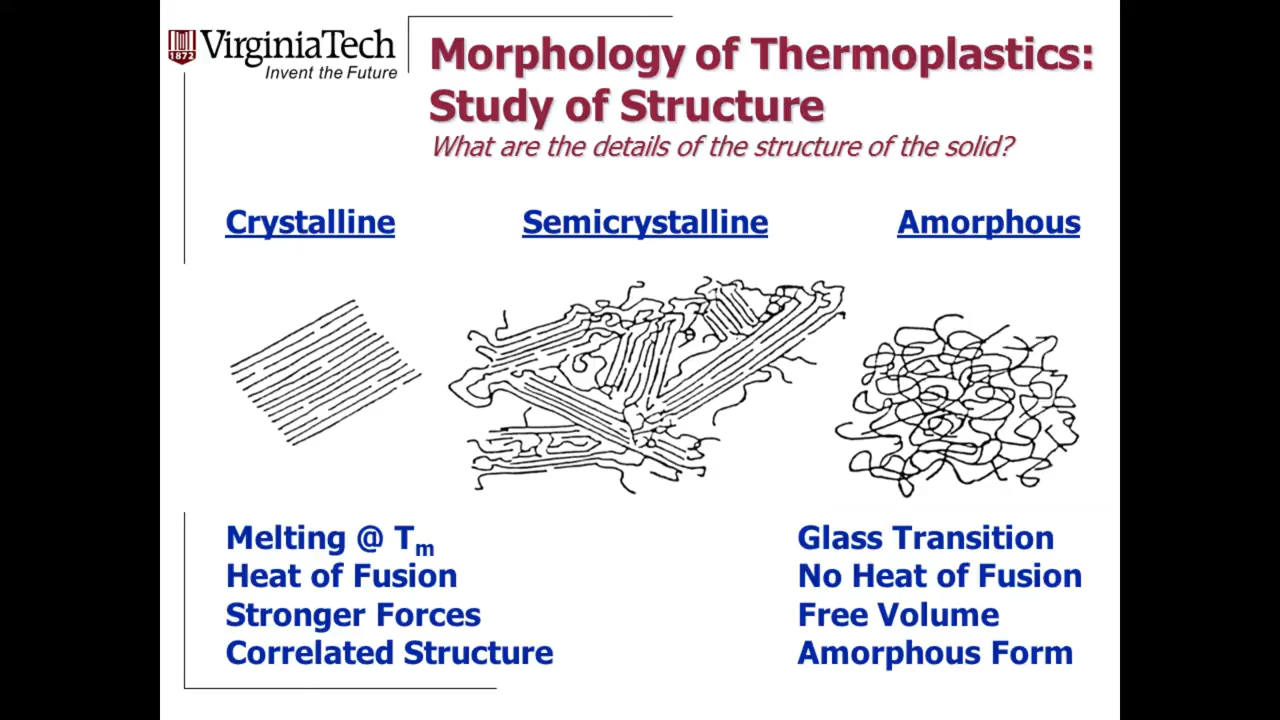 1872
VirginiaTech
Invent the Future
Morphology of Thermoplastics:
Study of Structure
What are the details of the structure of the solid?
Crystalline
Semicrystalline
Amorphous
Melting @ Tm
Heat of Fusion
Stronger Forces
Correlated Structure
Glass Transition
No Heat of Fusion
Free Volume
Amorphous Form